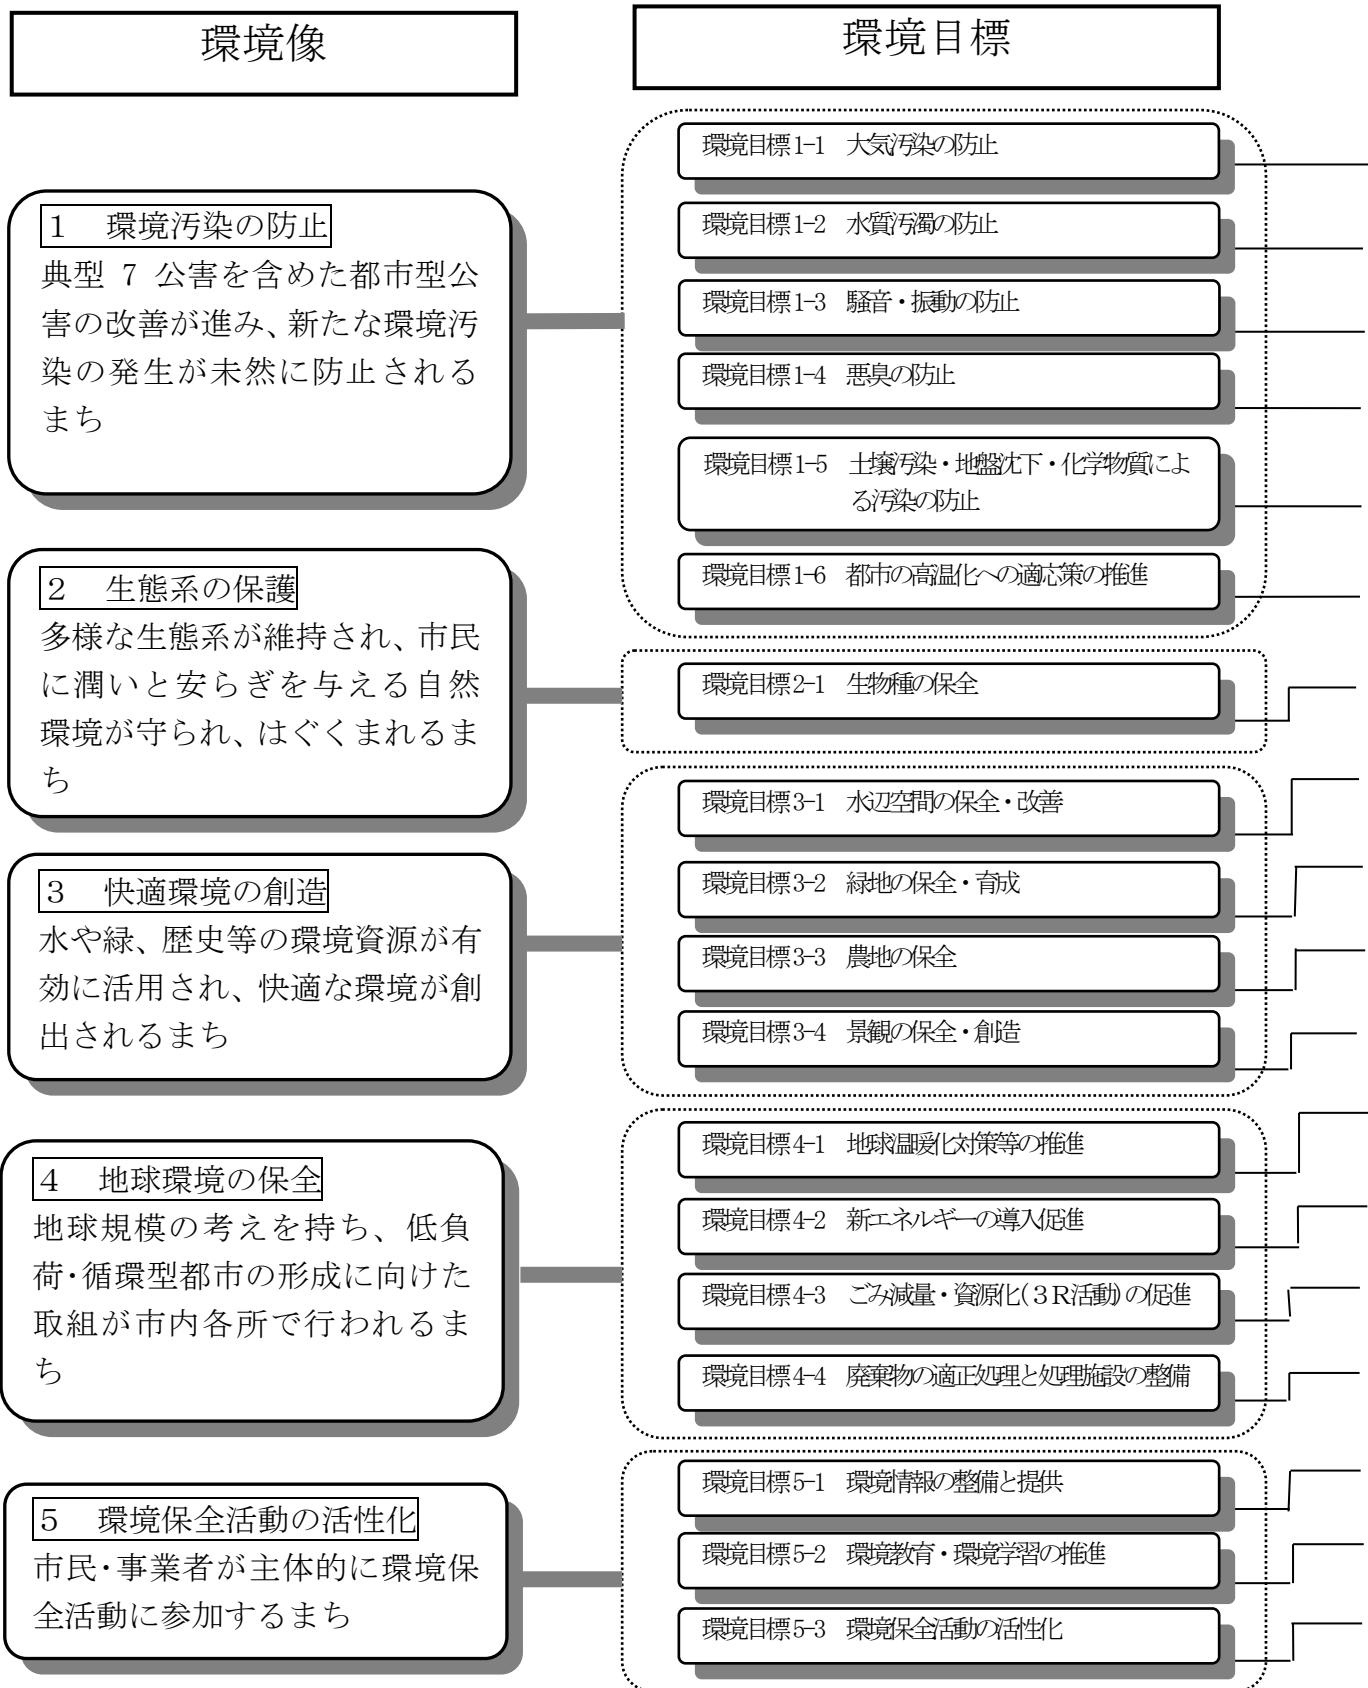 環境像
環境目標
1　環境汚染の防止
典型 7 公害を含めた都市型公
害の改善が進み、新たな環境汚
染の発生が未然に防止される
まち
環境目標1-1　大気汚染の防止
環境目標1-2　水質汚濁の防止
環境目標1-3　騒音・振動の防止
環境目標1-4　悪臭の防止
環境目標1-5　土壌汚染・地盤沈下・化学物質によ
る汚染の防止
環境目標1-6　都市の高温化への適応策の推進
2　生態系の保護
多様な生態系が維持され、市民
に潤いと安らぎを与える自然
環境が守られ、はぐくまれるま
ち
環境目標2-1　生物種の保全
3　快適環境の創造
水や緑、歴史等の環境資源が有
効に活用され、快適な環境が創
出されるまち
環境目標3-1　水辺空間の保全・改善
環境目標3-2　緑地の保全・育成
環境目標3-3　農地の保全
環境目標3-4　景観の保全・創造
4　地球環境の保全
地球規模の考えを持ち、低負
荷・循環型都市の形成に向けた
取組が市内各所で行われるま
ち
環境目標4-1　地球温暖化対策等の推進
環境目標4-2　新エネルギーの導入促進
環境目標4-3　ごみ減量・資源化(３R活動)の促進
環境目標4-4　廃棄物の適正処理と処理施設の整備
5　環境保全活動の活性化
市民・事業者が主体的に環境保
全活動に参加するまち
環境目標5-1　環境情報の整備と提供
環境目標5-2　環境教育・環境学習の推進
環境目標5-3　環境保全活動の活性化